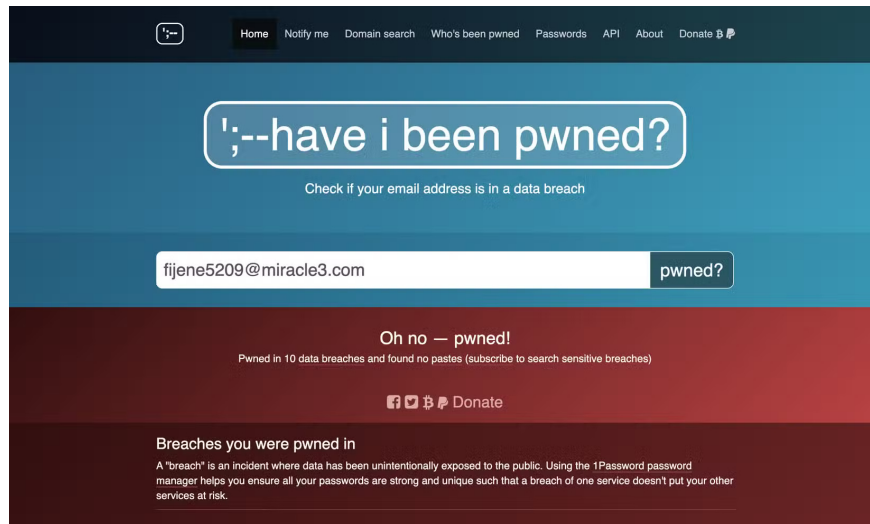 ';--
Home Notify me Domain search Who's been pwned Passwords API About Donate
';--have i been pwned?
Check if your email address is in a data breach
fijene5209@miracle3.com pwned?
Oh no — pwned!
Pwned in 10 data breaches and found no pastes (subscribe to search sensitive breaches)
Donate
Breaches you were pwned in
A "breach" is an incident where data has been unintentionally exposed to the public. Using the 1Password password
manager helps you ensure all your passwords are strong and unique such that a breach of one service doesn't put your other
services at risk.